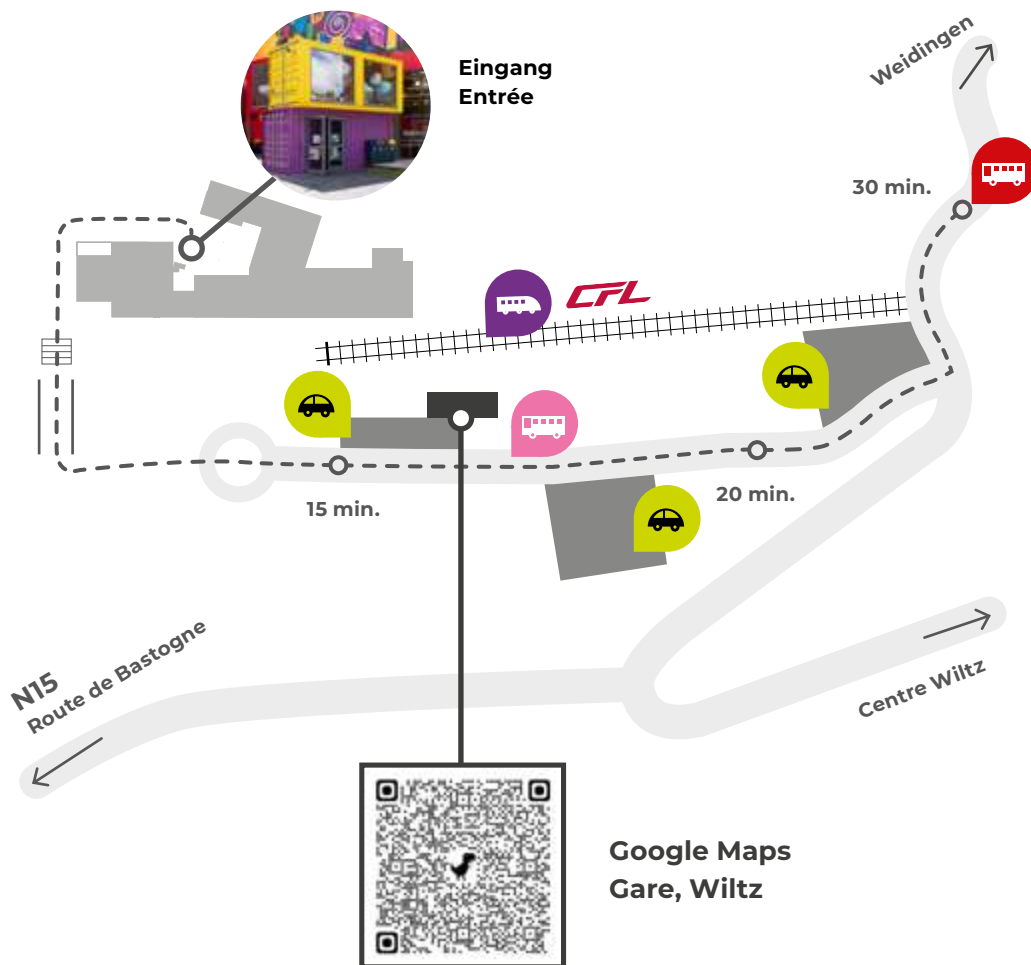 Eingang
Entrée
Weidingen
30 min.
CFL
15 min.
20 min.
N15
Route de Bastogne
Centre Wiltz
Google Maps
Gare, Wiltz